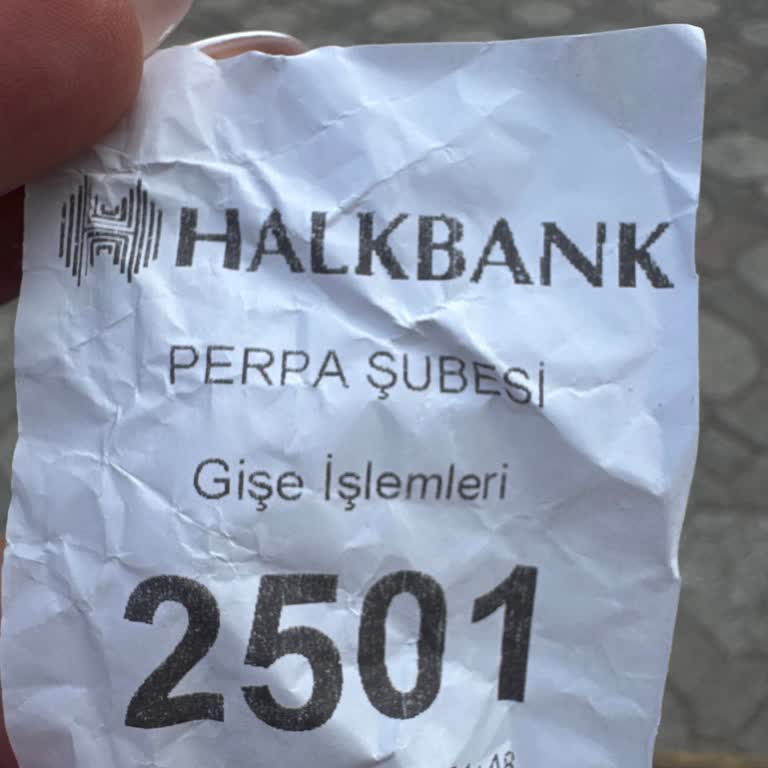 HALKBANK
PERPA ŞUBESİ
Gişe İşlemleri
2501